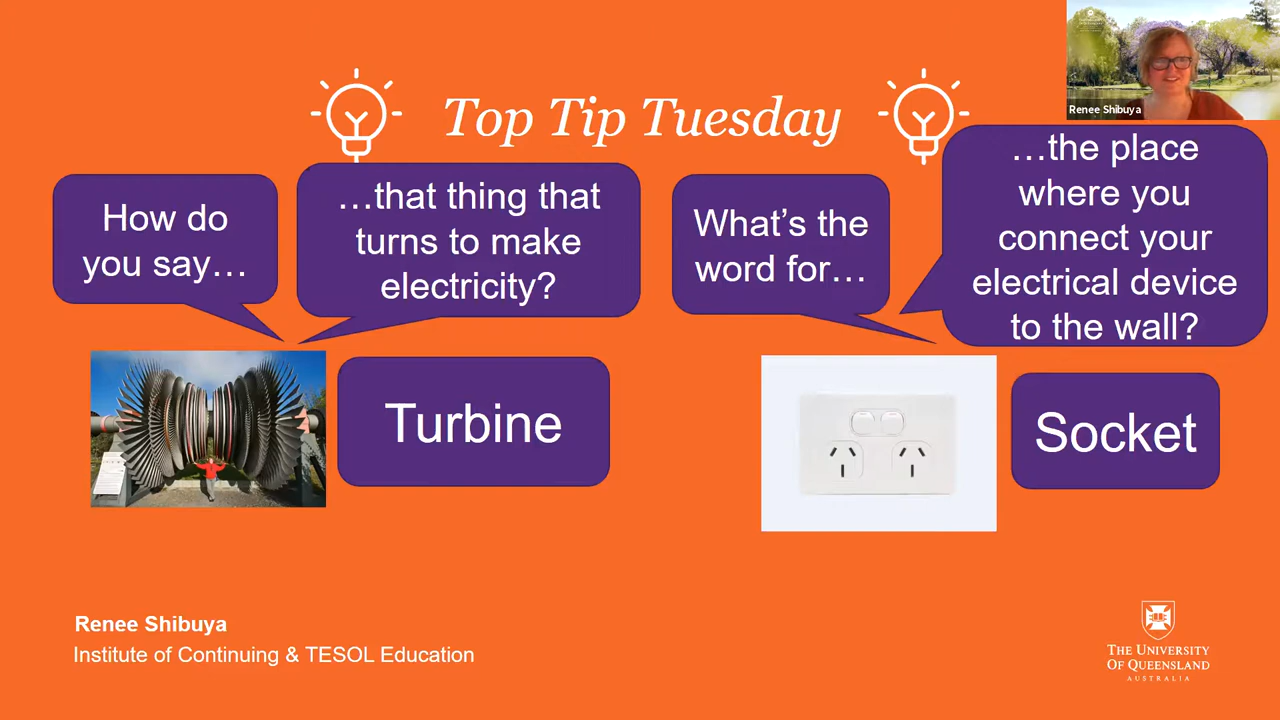 Top Tip Tuesday
Renee Shibuya
How do
you say…
…that thing that
turns to make
electricity?
What’s the
word for…
…the place
where you
connect your
electrical device
to the wall?
Turbine
Socket
Renee Shibuya
Institute of Continuing & TESOL Education
THE UNIVERSITY
OF QUEENSLAND
AUSTRALIA